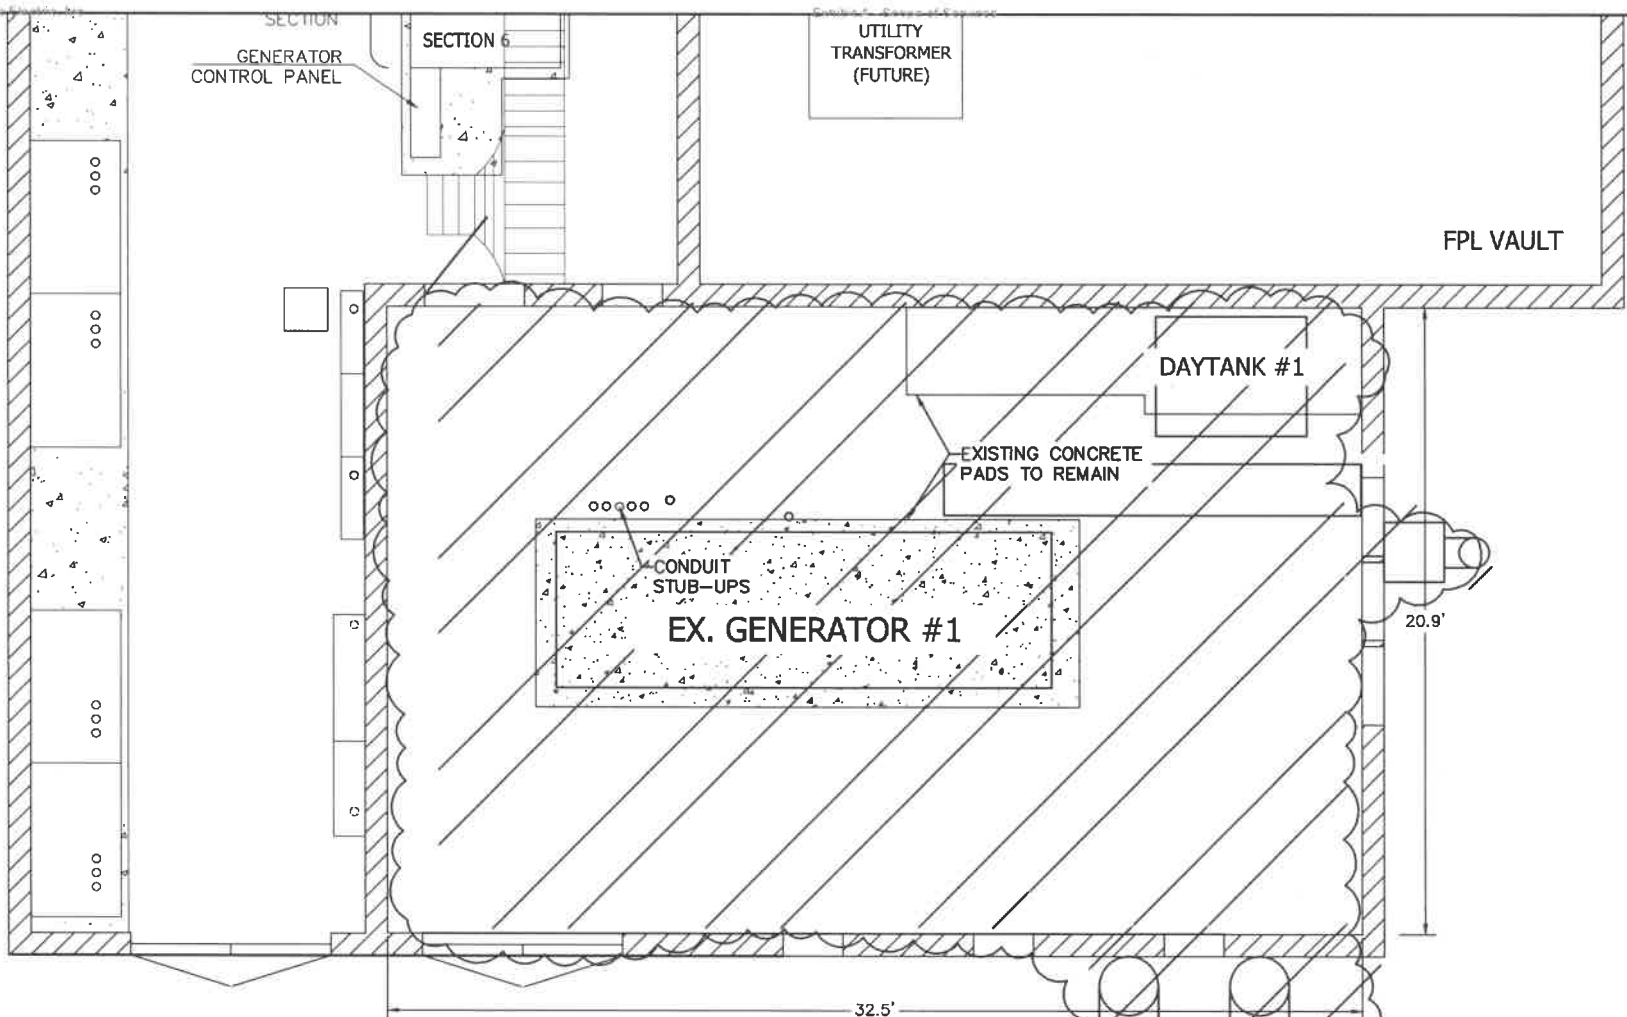 SECTION
GENERATOR
CONTROL PANEL
SECTION 6
UTILITY
TRANSFORMER
(FUTURE)
FPL VAULT
DAYTANK #1
EXISTING CONCRETE
PADS TO REMAIN
CONDUIT
STUB-UPS
EX. GENERATOR #1
20.9'
32.5'